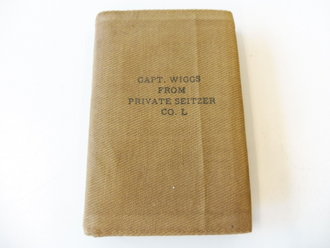 CAPT. WIGGS
FROM
PRIVATE SEITZER
CO. L